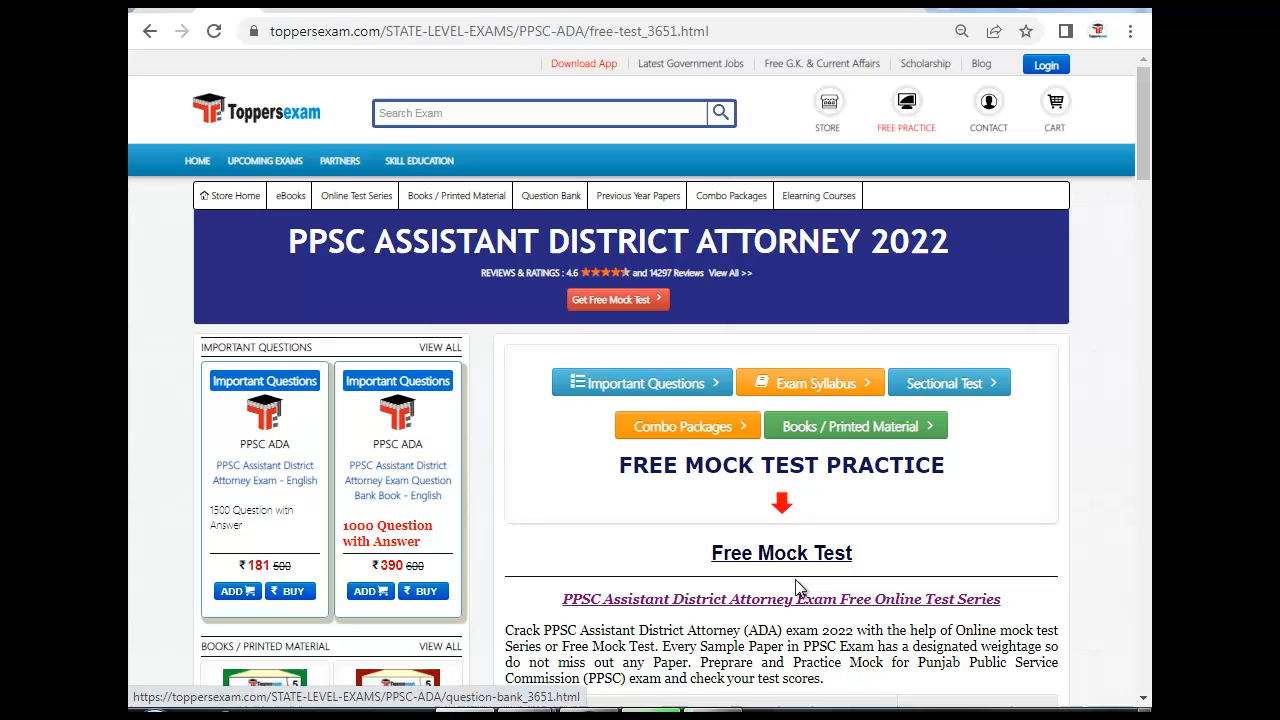 toppersexam.com/STATE-LEVEL-EXAMS/PPSC-ADA/free-test_3651.html
Download App
Latest Government Jobs
Free G.K. & Current Affairs
Scholarship
Blog
Login
Toppersexam
Search Exam
STORE
FREE PRACTICE
CONTACT
CART
HOME
UPCOMING EXAMS
PARTNERS
SKILL EDUCATION
Store Home
eBooks
Online Test Series
Books / Printed Material
Question Bank
Previous Year Papers
Combo Packages
Elearning Courses
PPSC ASSISTANT DISTRICT ATTORNEY 2022
REVIEWS & RATINGS : 4.6 and 14297 Reviews View All >>
Get Free Mock Test
IMPORTANT QUESTIONS
VIEW ALL
Important Questions
PPSC ADA
PPSC Assistant District
Attorney Exam - English
1500 Question with
Answer
₹ 181 500
ADD
₹ BUY
Important Questions
PPSC ADA
PPSC Assistant District
Attorney Exam Question
Bank Book - English
1000 Question
with Answer
₹ 390 600
ADD
₹ BUY
BOOKS / PRINTED MATERIAL
VIEW ALL
5
5
Important Questions
Exam Syllabus
Sectional Test
Combo Packages
Books / Printed Material
FREE MOCK TEST PRACTICE
Free Mock Test
PPSC Assistant District Attorney Exam Free Online Test Series
Crack PPSC Assistant District Attorney (ADA) exam 2022 with the help of Online mock test
Series or Free Mock Test. Every Sample Paper in PPSC Exam has a designated weightage so
do not miss out any Paper. Preprare and Practice Mock for Punjab Public Service
Commission (PPSC) exam and check your test scores.
https://toppersexam.com/STATE-LEVEL-EXAMS/PPSC-ADA/question-bank_3651.html